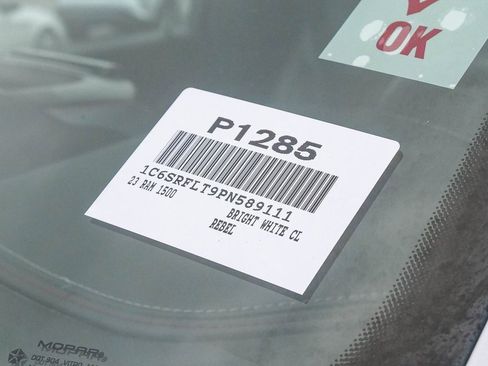 OK
P1285
1C6SRFLT9PN589111
23 RAM 1500
BRIGHT WHITE CL
REBEL
MOPAR